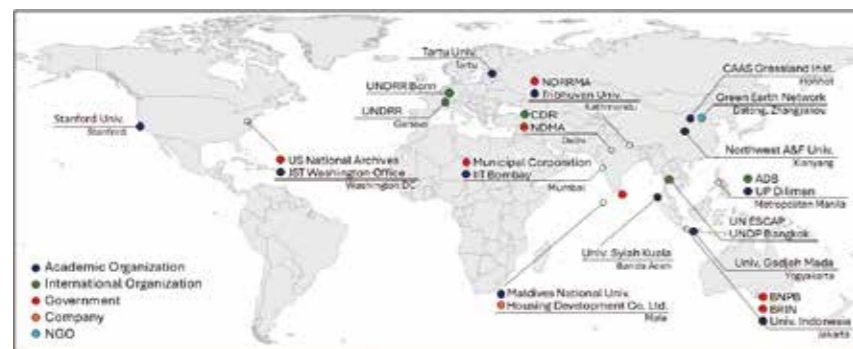 Tartu Univ.
Tartu
UNDRR Bonn
UNDRR
Geneva
NDRRMA
Tribhuvan Univ.
Kathmandu
CDRI
NDMA
Delhi
CAAS Grassland Inst.
Hohhot
Green Earth Network
Datong, Zhangjiakou
Northwest A&F Univ.
Xianyang
Stanford Univ.
Stanford
US National Archives
JST Washington Office
Washington DC
Municipal Corporation
IIT Bombay
Mumbai
ADB
UP Diliman
Metropolitan Manila
UN ESCAP
UNDP Bangkok
Univ. Syiah Kuala
Banda Aceh
Univ. Gadjah Mada
Yogyakarta
Maldives National Univ.
Housing Development Co. Ltd.
Male
BNPB
BRIN
Univ. Indonesia
Jakarta
Academic Organization
International Organization
Government
Company
NGO